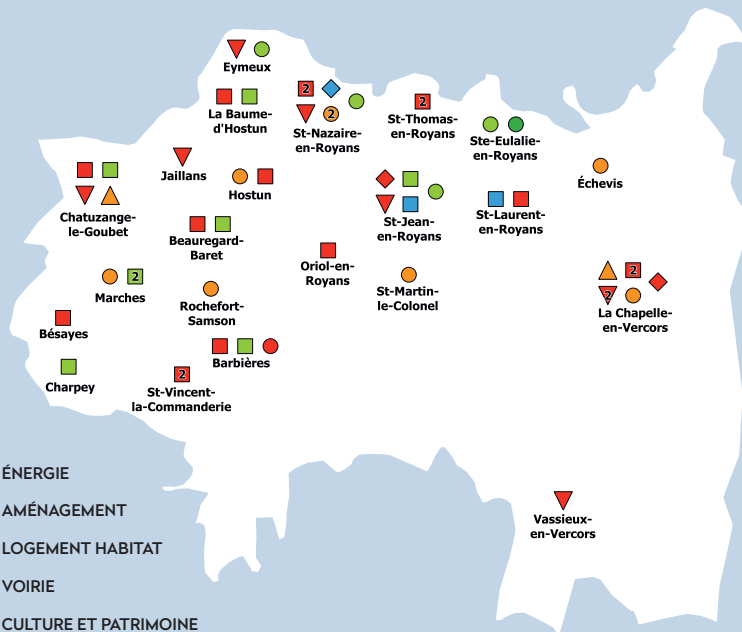 Eymeux
La Baume-
d'Hostun
2
2
St-Nazaire-
en-Royans
2
St-Thomas-
en-Royans
Ste-Eulalie-
en-Royans
Échevis
Jaillans
Hostun
Chatuzange-
le-Goubet
St-Jean-
en-Royans
St-Laurent-
en-Royans
Beauregard-
Baret
Oriol-en-
Royans
2
Marches
Rochefort-
Samson
St-Martin-
le-Colonel
2
2
La Chapelle-
en-Vercors
Bésayes
Barbières
Charpey
2
St-Vincent-
la-Commanderie
Vassieux-
en-Vercors
ÉNERGIE
AMÉNAGEMENT
LOGEMENT HABITAT
VOIRIE
CULTURE ET PATRIMOINE